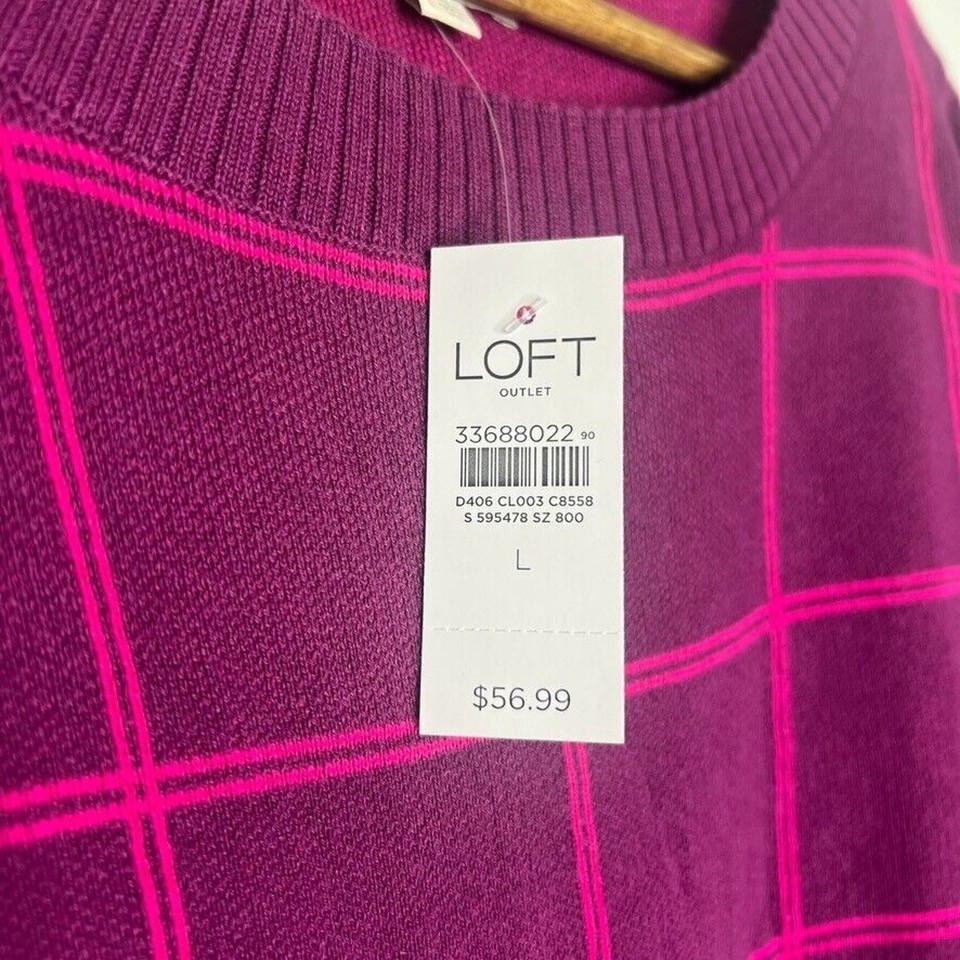 LOFT
OUTLET
33688022 90
D406 CL003 C8558
S 595478 SZ 800
L
$56.99